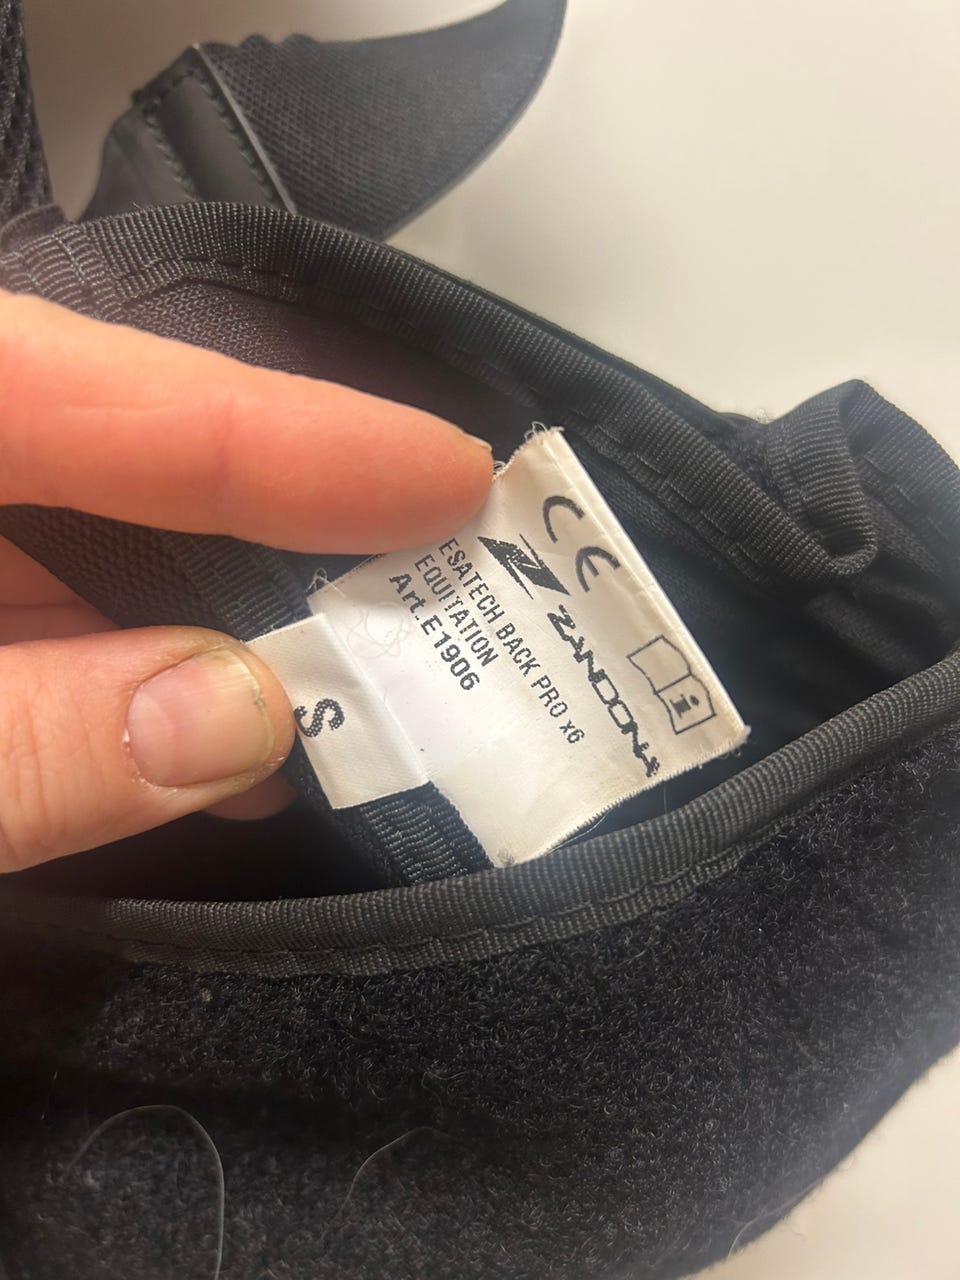 CE
ZANDONA
ESATECH BACK PRO x6
EQUITATION
Art.E1906
S
i